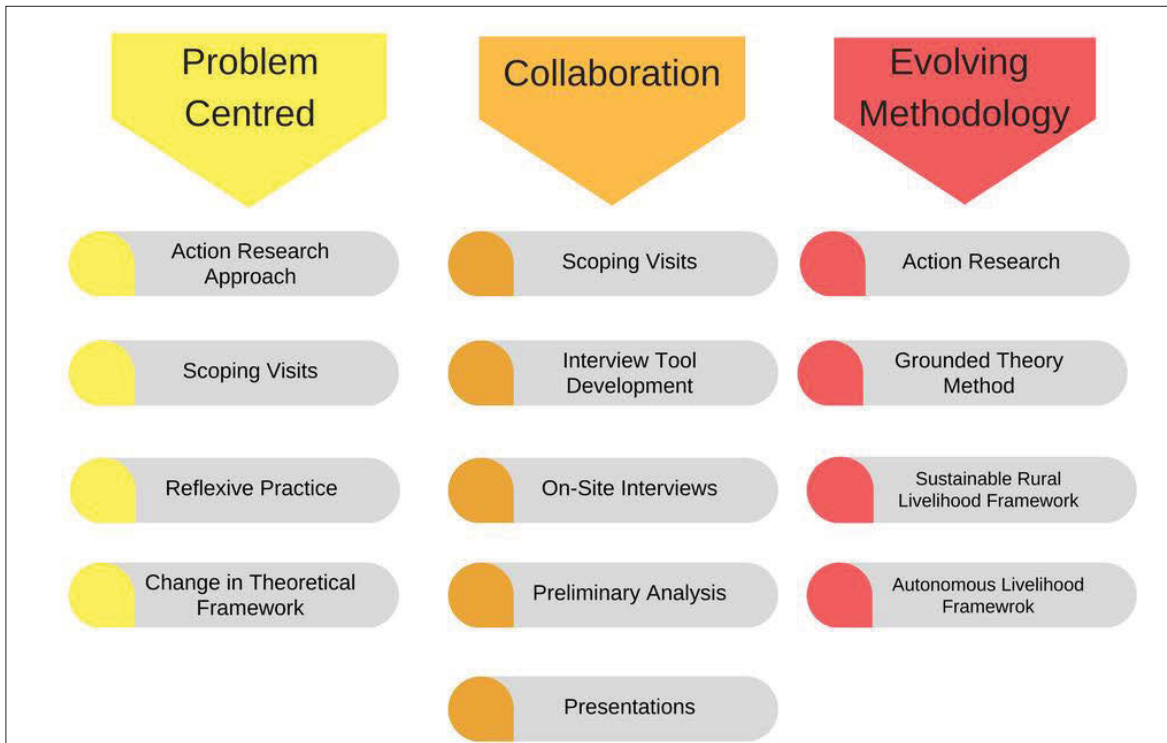 Problem
Centred
Action Research
Approach
Scoping Visits
Reflexive Practice
Change in Theoretical
Framework
Collaboration
Scoping Visits
Interview Tool
Development
On-Site Interviews
Preliminary Analysis
Presentations
Evolving
Methodology
Action Research
Grounded Theory
Method
Sustainable Rural
Livelihood Framework
Autonomous Livelihood
Framewrok